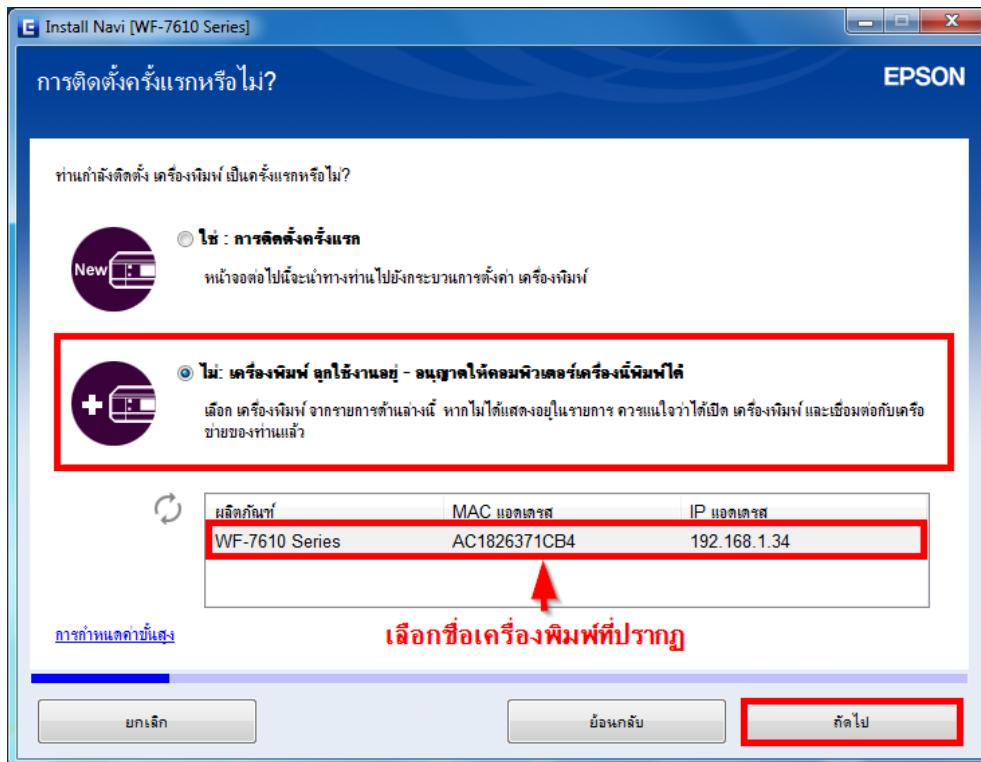 Install Navi [WF-7610 Series]
การติดตั้งครั้งแรกหรือไม่?
EPSON
ท่านกำลังติดตั้ง เครื่องพิมพ์ เป็นครั้งแรกหรือไม่?
New
ใช่ : การติดตั้งครั้งแรก
หน้าจอต่อไปนี้จะนำทางท่านไปยังกระบวนการตั้งค่า เครื่องพิมพ์
ไม่: เครื่องพิมพ์ ถูกใช้งานอยู่ - อนุญาตให้คอมพิวเตอร์เครื่องนี้พิมพ์ได้
เลือก เครื่องพิมพ์ จากรายการด้านล่างนี้ หากไม่ได้แสดงอยู่ในรายการ ควรแน่ใจว่าได้เปิด เครื่องพิมพ์ และเชื่อมต่อกับเครือ
ข่ายของท่านแล้ว
ผลิตภัณฑ์ MAC แอดเดรส IP แอดเดรส
WF-7610 Series AC1826371CB4 192.168.1.34
เลือกชื่อเครื่องพิมพ์ที่ปรากฏ
การกำหนดค่าขั้นสูง
ยกเลิก ย้อนกลับ ถัดไป